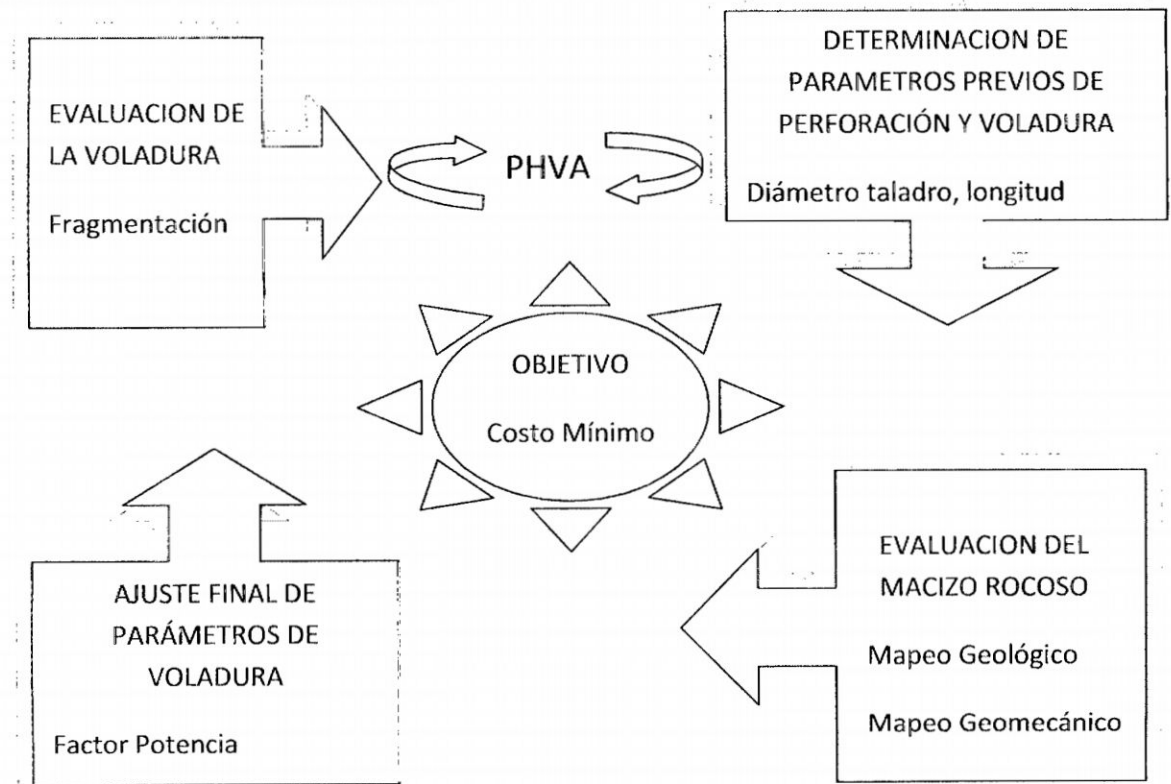 EVALUACION DE
LA VOLADURA
Fragmentación
PHVA
DETERMINACION DE
PARAMETROS PREVIOS DE
PERFORACIÓN Y VOLADURA
Diámetro taladro, longitud
OBJETIVO
Costo Mínimo
EVALUACION DEL
MACIZO ROCOSO
Mapeo Geológico
Mapeo Geomecánico
AJUSTE FINAL DE
PARÁMETROS DE
VOLADURA
Factor Potencia